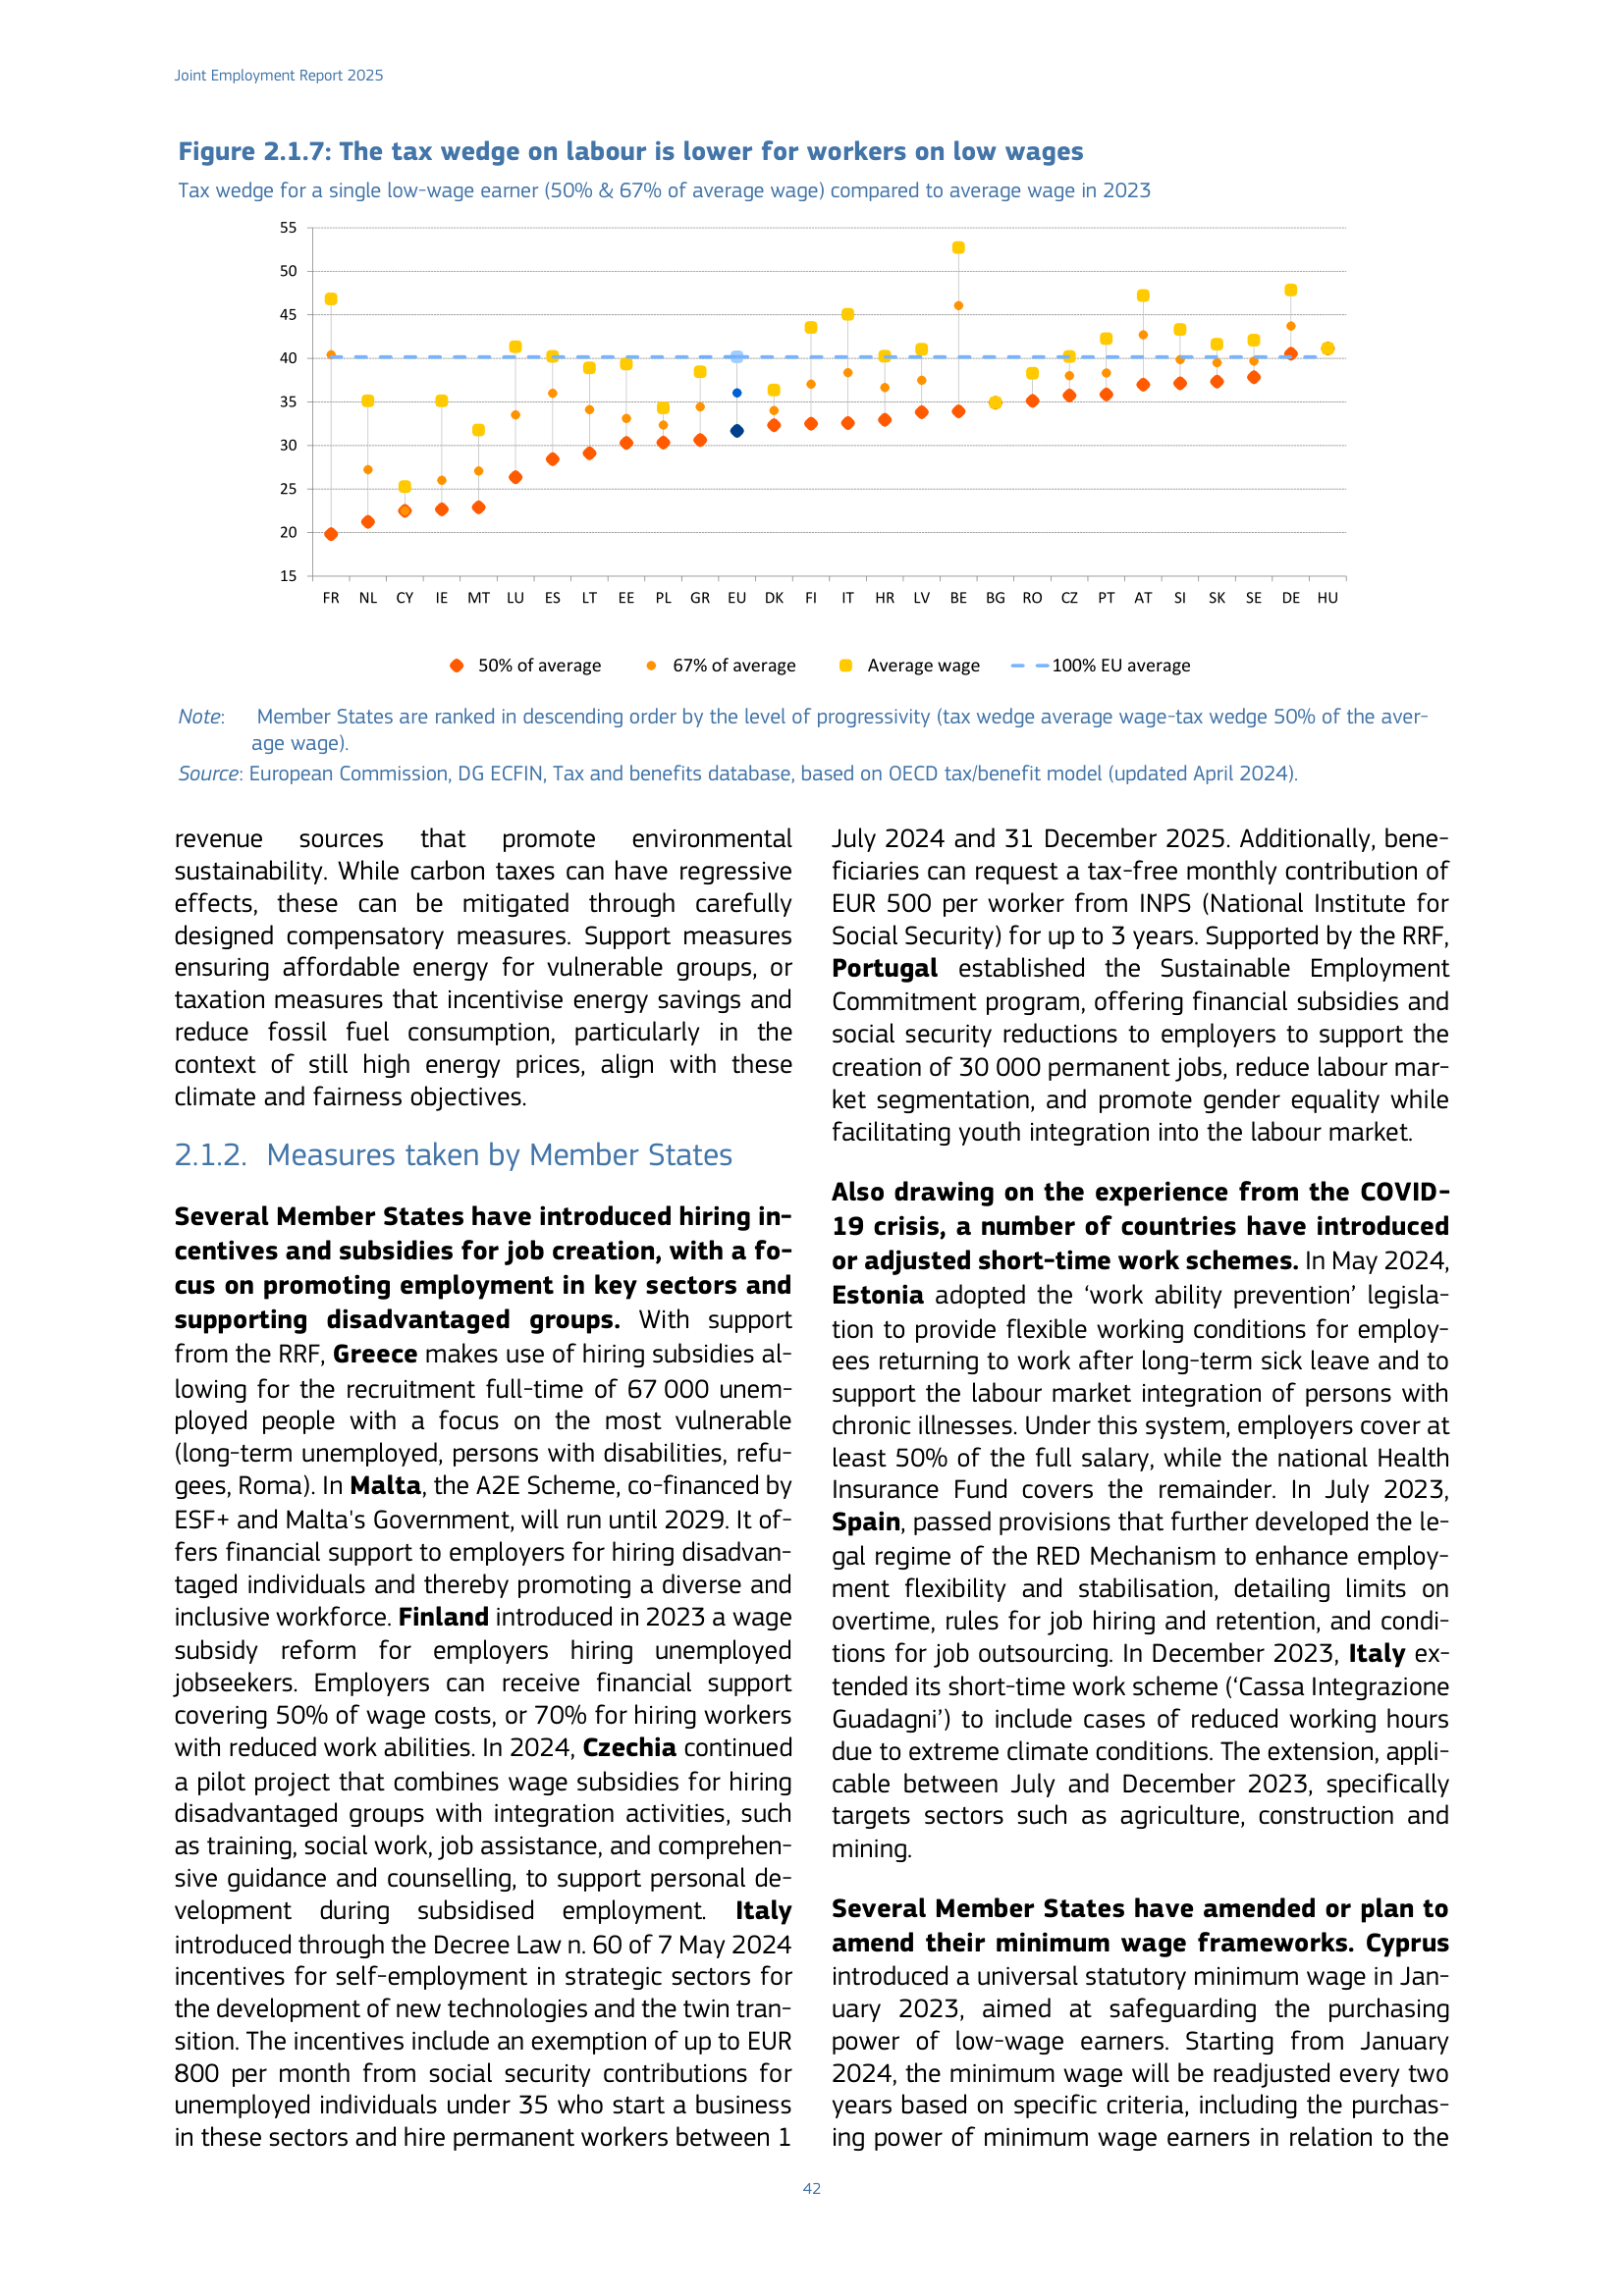 Joint Employment Report 2025
Figure 2.1.7: The tax wedge on labour is lower for workers on low wages
Tax wedge for a single low-wage earner (50% & 67% of average wage) compared to average wage in 2023
55
50
45
40
35
30
25
20
15
FR NL CY IE MT LU ES LT EE PL GR EU DK FI IT HR LV BE BG RO CZ PT AT SI SK SE DE HU
50% of average 67% of average Average wage 100% EU average
Note: Member States are ranked in descending order by the level of progressivity (tax wedge average wage-tax wedge 50% of the aver-
age wage).
Source: European Commission, DG ECFIN, Tax and benefits database, based on OECD tax/benefit model (updated April 2024).
revenue sources that promote environmental
sustainability. While carbon taxes can have regressive
effects, these can be mitigated through carefully
designed compensatory measures. Support measures
ensuring affordable energy for vulnerable groups, or
taxation measures that incentivise energy savings and
reduce fossil fuel consumption, particularly in the
context of still high energy prices, align with these
climate and fairness objectives.
2.1.2. Measures taken by Member States
Several Member States have introduced hiring in-
centives and subsidies for job creation, with a fo-
cus on promoting employment in key sectors and
supporting disadvantaged groups. With support
from the RRF, Greece makes use of hiring subsidies al-
lowing for the recruitment full-time of 67 000 unem-
ployed people with a focus on the most vulnerable
(long-term unemployed, persons with disabilities, refu-
gees, Roma). In Malta, the A2E Scheme, co-financed by
ESF+ and Malta's Government, will run until 2029. It of-
fers financial support to employers for hiring disadvan-
taged individuals and thereby promoting a diverse and
inclusive workforce. Finland introduced in 2023 a wage
subsidy reform for employers hiring unemployed
jobseekers. Employers can receive financial support
covering 50% of wage costs, or 70% for hiring workers
with reduced work abilities. In 2024, Czechia continued
a pilot project that combines wage subsidies for hiring
disadvantaged groups with integration activities, such
as training, social work, job assistance, and comprehen-
sive guidance and counselling, to support personal de-
velopment during subsidised employment. Italy
introduced through the Decree Law n. 60 of 7 May 2024
incentives for self-employment in strategic sectors for
the development of new technologies and the twin tran-
sition. The incentives include an exemption of up to EUR
800 per month from social security contributions for
unemployed individuals under 35 who start a business
in these sectors and hire permanent workers between 1
July 2024 and 31 December 2025. Additionally, bene-
ficiaries can request a tax-free monthly contribution of
EUR 500 per worker from INPS (National Institute for
Social Security) for up to 3 years. Supported by the RRF,
Portugal established the Sustainable Employment
Commitment program, offering financial subsidies and
social security reductions to employers to support the
creation of 30 000 permanent jobs, reduce labour mar-
ket segmentation, and promote gender equality while
facilitating youth integration into the labour market.
Also drawing on the experience from the COVID-
19 crisis, a number of countries have introduced
or adjusted short-time work schemes. In May 2024,
Estonia adopted the ‘work ability prevention’ legisla-
tion to provide flexible working conditions for employ-
ees returning to work after long-term sick leave and to
support the labour market integration of persons with
chronic illnesses. Under this system, employers cover at
least 50% of the full salary, while the national Health
Insurance Fund covers the remainder. In July 2023,
Spain, passed provisions that further developed the le-
gal regime of the RED Mechanism to enhance employ-
ment flexibility and stabilisation, detailing limits on
overtime, rules for job hiring and retention, and condi-
tions for job outsourcing. In December 2023, Italy ex-
tended its short-time work scheme (‘Cassa Integrazione
Guadagni’) to include cases of reduced working hours
due to extreme climate conditions. The extension, appli-
cable between July and December 2023, specifically
targets sectors such as agriculture, construction and
mining.
Several Member States have amended or plan to
amend their minimum wage frameworks. Cyprus
introduced a universal statutory minimum wage in Jan-
uary 2023, aimed at safeguarding the purchasing
power of low-wage earners. Starting from January
2024, the minimum wage will be readjusted every two
years based on specific criteria, including the purchas-
ing power of minimum wage earners in relation to the
42